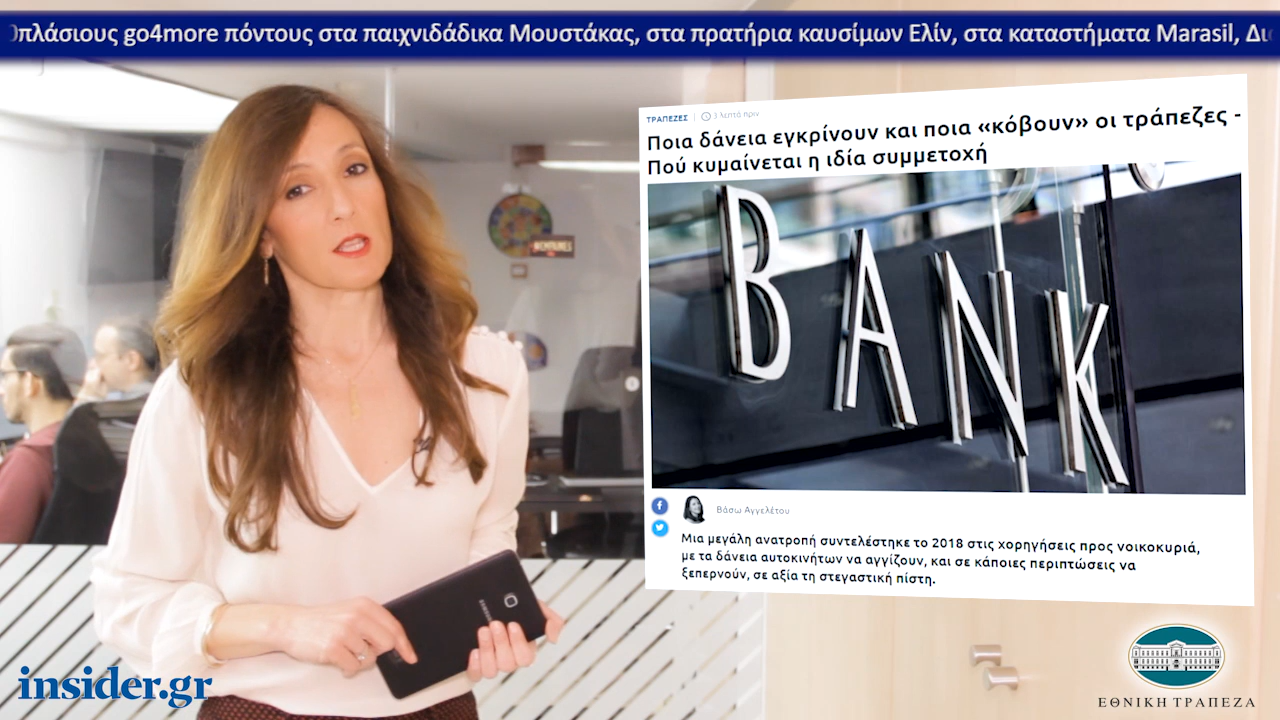 πλάσιους go4more πόντους στα παιχνιδάδικα Μουστάκας, στα πρατήρια καυσίμων Ελίν, στα καταστήματα Marasil,
ΤΡΑΠΕΖΕΣ | 3 λεπτά πριν
Ποια δάνεια εγκρίνουν και ποια «κόβουν» οι τράπεζες -
Πού κυμαίνεται η ιδία συμμετοχή
BANK
Βάσω Αγγελέτου
Μια μεγάλη ανατροπή συντελέστηκε το 2018 στις χορηγήσεις προς νοικοκυριά,
με τα δάνεια αυτοκινήτων να αγγίζουν, και σε κάποιες περιπτώσεις να
ξεπερνούν, σε αξία τη στεγαστική πίστη.
SAMSUNG
insider.gr
ΕΘΝΙΚΗ ΤΡΑΠΕΖΑ